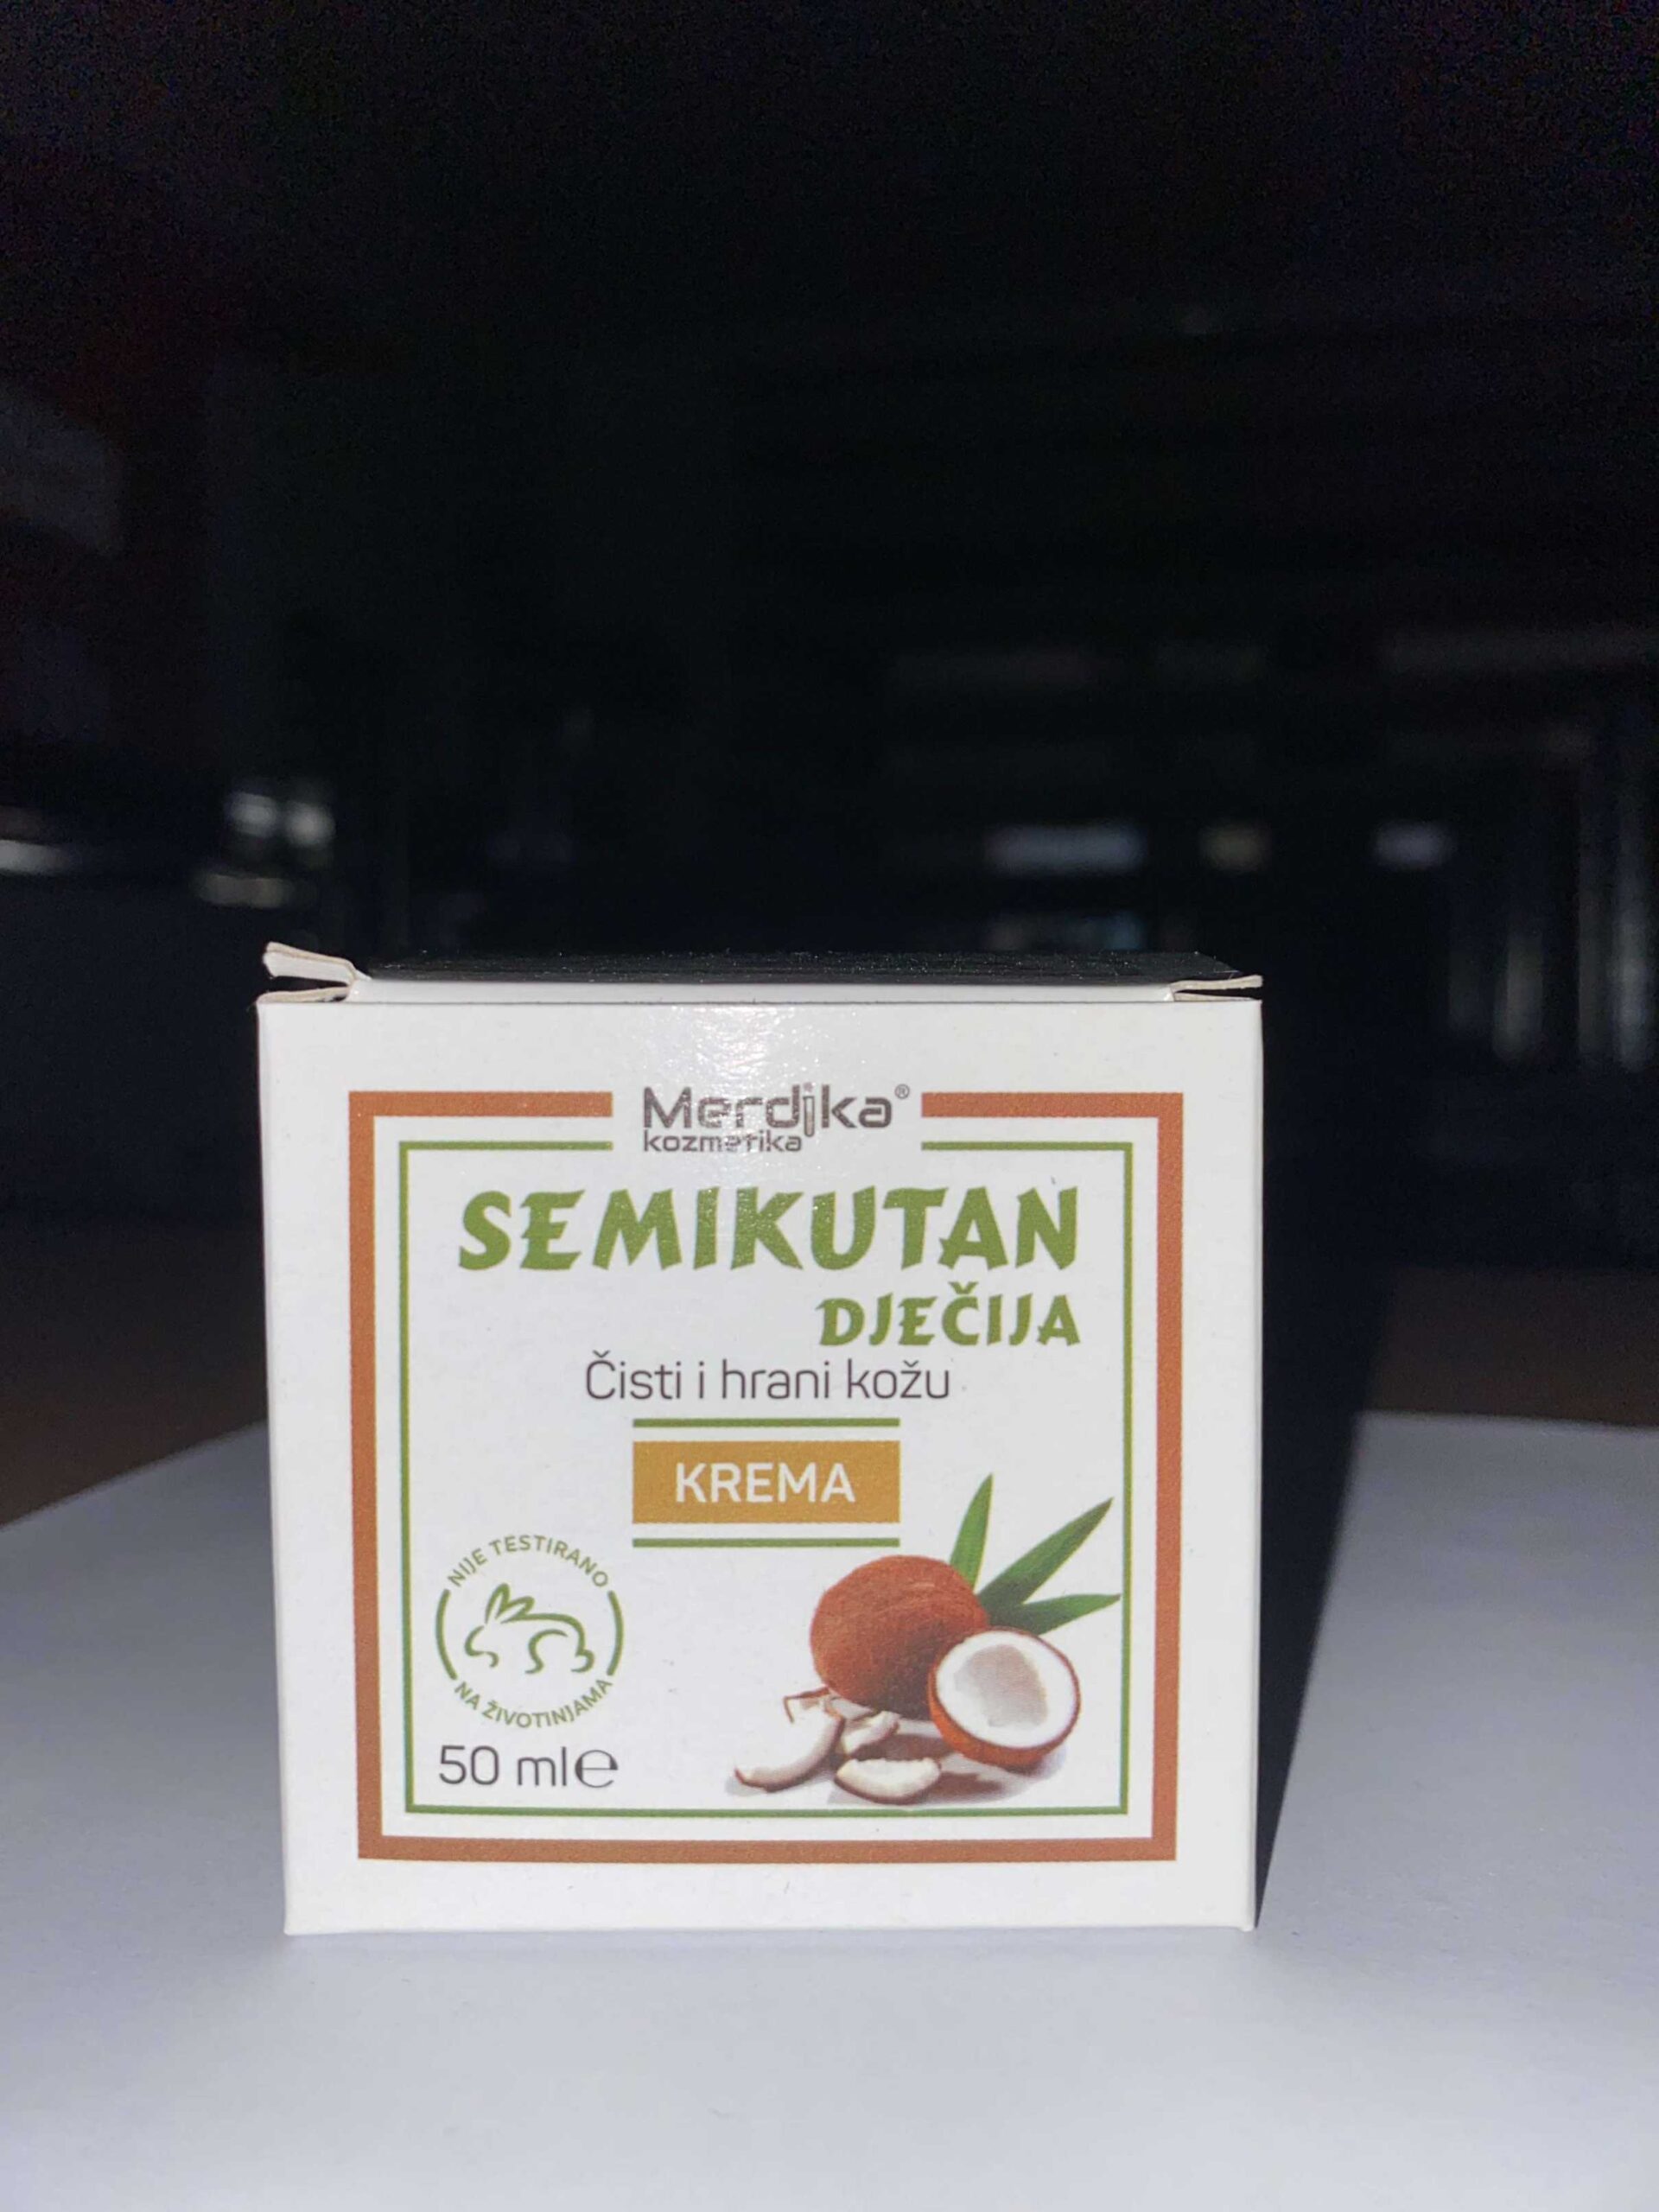 Merdika®
kozmetika
SEMIKUTAN
DJEČIJA
Čisti i hrani kožu
KREMA
NIJE TESTIRANO
NA ŽIVOTINJAMA
50 ml℮